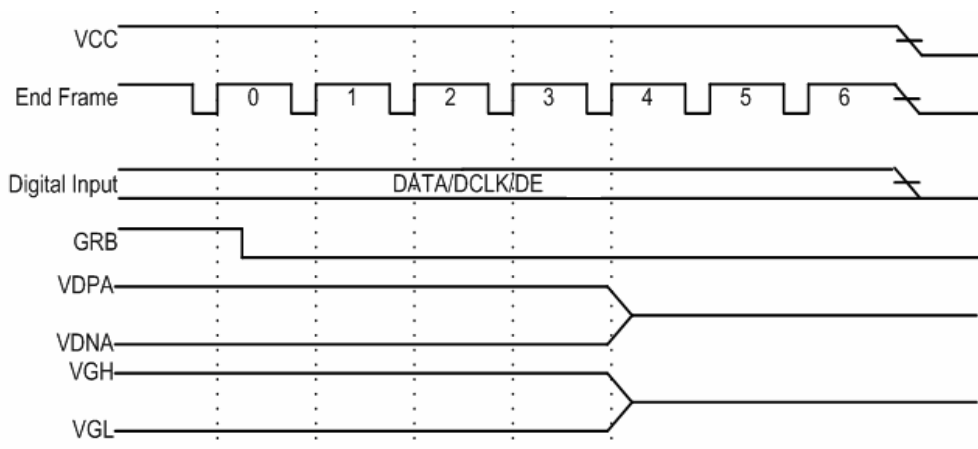 VCC
End Frame 0 1 2 3 4 5 6
Digital Input DATA/DCLK/DE
GRB
VDPA
VDNA
VGH
VGL